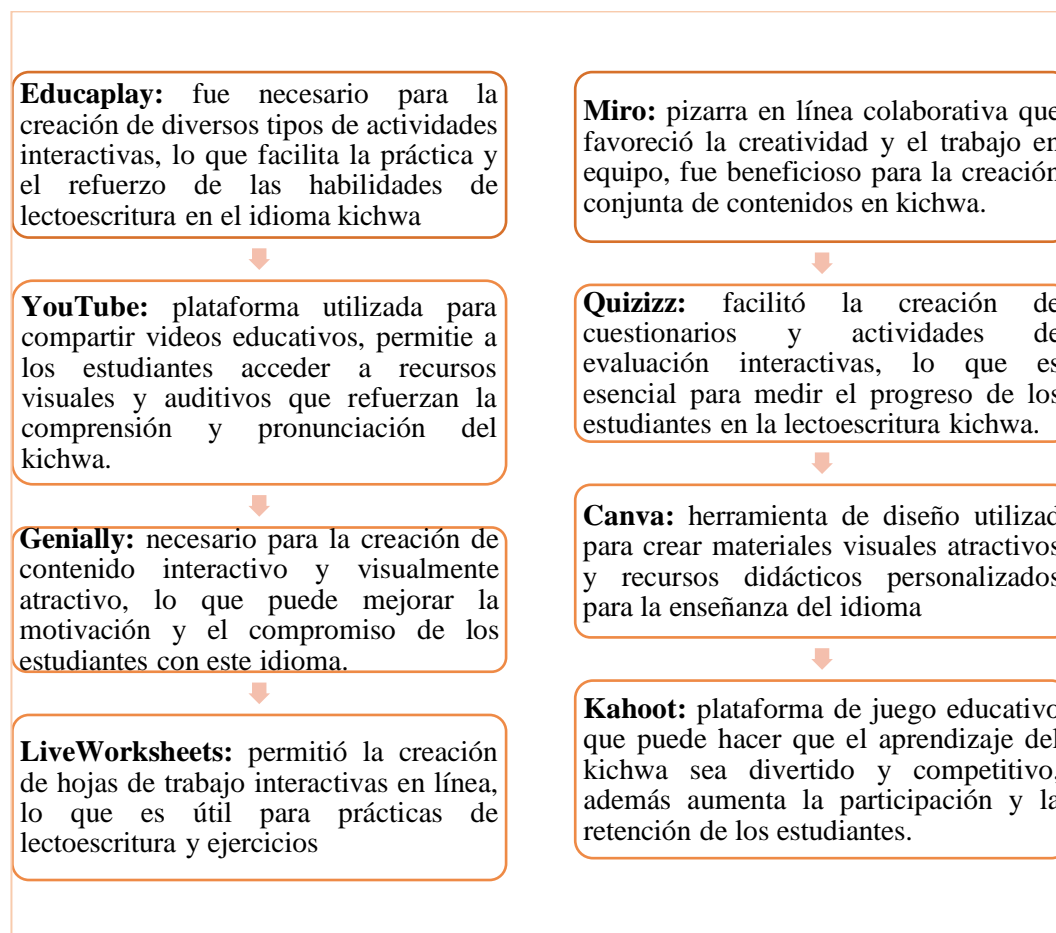 Educaplay: fue necesario para la
creación de diversos tipos de actividades
interactivas, lo que facilita la práctica y
el refuerzo de las habilidades de
lectoescritura en el idioma kichwa
YouTube: plataforma utilizada para
compartir videos educativos, permitie a
los estudiantes acceder a recursos
visuales y auditivos que refuerzan la
comprensión y pronunciación del
kichwa.
Genially: necesario para la creación de
contenido interactivo y visualmente
atractivo, lo que puede mejorar la
motivación y el compromiso de los
estudiantes con este idioma.
LiveWorksheets: permitió la creación
de hojas de trabajo interactivas en línea,
lo que es útil para prácticas de
lectoescritura y ejercicios
Miro: pizarra en línea colaborativa que
favoreció la creatividad y el trabajo en
equipo, fue beneficioso para la creación
conjunta de contenidos en kichwa.
Quizizz: facilitó la creación de
cuestionarios y actividades de
evaluación interactivas, lo que es
esencial para medir el progreso de los
estudiantes en la lectoescritura kichwa.
Canva: herramienta de diseño utilizad
para crear materiales visuales atractivos
y recursos didácticos personalizados
para la enseñanza del idioma
Kahoot: plataforma de juego educativo
que puede hacer que el aprendizaje del
kichwa sea divertido y competitivo,
además aumenta la participación y la
retención de los estudiantes.